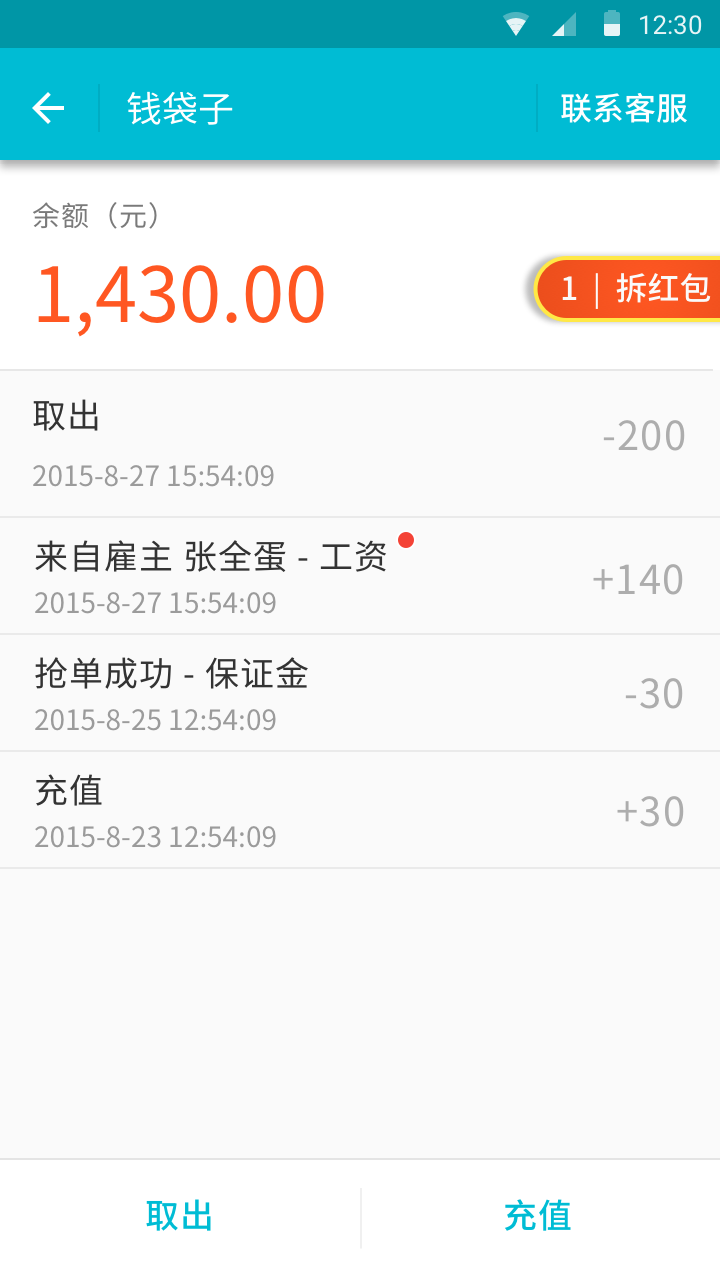 12:30
钱袋子 联系客服
余额（元）
1,430.00
1 | 拆红包
取出
-200
2015-8-27 15:54:09
来自雇主 张全蛋 - 工资
+140
2015-8-27 15:54:09
抢单成功 - 保证金
-30
2015-8-25 12:54:09
充值
+30
2015-8-23 12:54:09
取出 充值